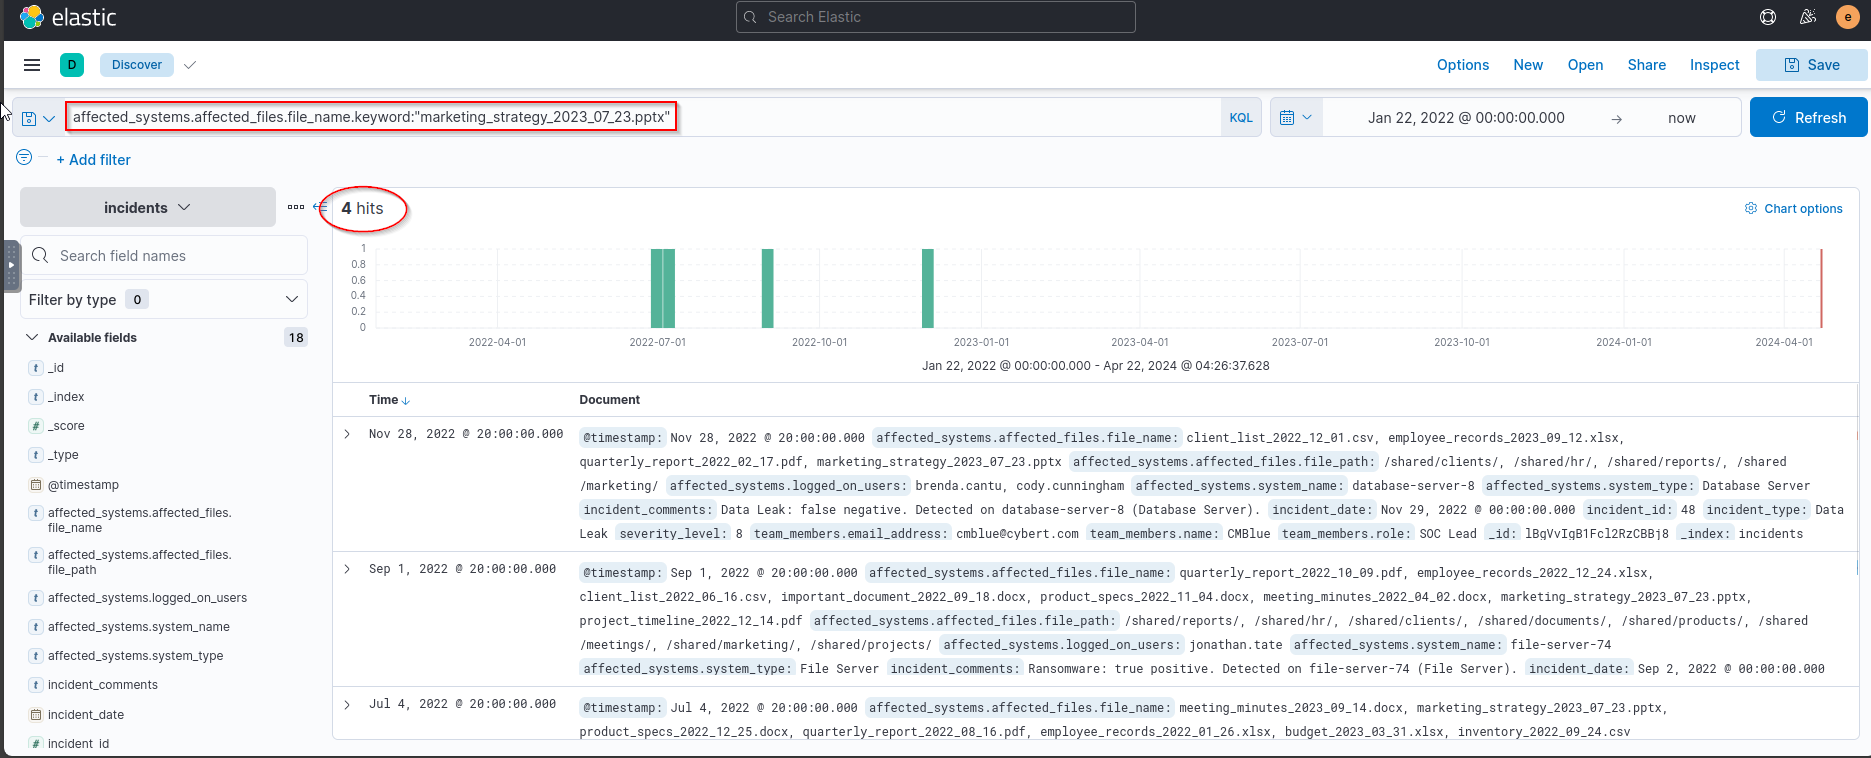 elastic
Search Elastic
e
D
Discover
Options
New
Open
Share
Inspect
Save
affected_systems.affected_files.file_name.keyword:"marketing_strategy_2023_07_23.pptx"
KQL
Jan 22, 2022 @ 00:00:00.000
→
now
Refresh
+ Add filter
incidents
4 hits
Chart options
Search field names
Filter by type 0
Available fields 18
t _id
t _index
# _score
t _type
@timestamp
t affected_systems.affected_files.
file_name
t affected_systems.affected_files.
file_path
t affected_systems.logged_on_users
t affected_systems.system_name
t affected_systems.system_type
t incident_comments
incident_date
t incident_id
1
0.8
0.6
0.4
0.2
0
2022-04-01
2022-07-01
2022-10-01
2023-01-01
2023-04-01
2023-07-01
2023-10-01
2024-01-01
2024-04-01
Jan 22, 2022 @ 00:00:00.000 - Apr 22, 2024 @ 04:26:37.628
Time ↓ Document
Nov 28, 2022 @ 20:00:00.000
@timestamp: Nov 28, 2022 @ 20:00:00.000 affected_systems.affected_files.file_name: client_list_2022_12_01.csv, employee_records_2023_09_12.xlsx,
quarterly_report_2022_02_17.pdf, marketing_strategy_2023_07_23.pptx affected_systems.affected_files.file_path: /shared/clients/, /shared/hr/, /shared/reports/, /shared
/marketing/ affected_systems.logged_on_users: brenda.cantu, cody.cunningham affected_systems.system_name: database-server-8 affected_systems.system_type: Database Server
incident_comments: Data Leak: false negative. Detected on database-server-8 (Database Server). incident_date: Nov 29, 2022 @ 00:00:00.000 incident_id: 48 incident_type: Data
Leak severity_level: 8 team_members.email_address: cmblue@cybert.com team_members.name: CMBlue team_members.role: SOC Lead _id: lBgVvIgB1Fcl2RzCBBj8 _index: incidents
Sep 1, 2022 @ 20:00:00.000
@timestamp: Sep 1, 2022 @ 20:00:00.000 affected_systems.affected_files.file_name: quarterly_report_2022_10_09.pdf, employee_records_2022_12_24.xlsx,
client_list_2022_06_16.csv, important_document_2022_09_18.docx, product_specs_2022_11_04.docx, meeting_minutes_2022_04_02.docx, marketing_strategy_2023_07_23.pptx,
project_timeline_2022_12_14.pdf affected_systems.affected_files.file_path: /shared/reports/, /shared/hr/, /shared/clients/, /shared/documents/, /shared/products/, /shared
/meetings/, /shared/marketing/, /shared/projects/ affected_systems.logged_on_users: jonathan.tate affected_systems.system_name: file-server-74
affected_systems.system_type: File Server incident_comments: Ransomware: true positive. Detected on file-server-74 (File Server). incident_date: Sep 2, 2022 @ 00:00:00.000
Jul 4, 2022 @ 20:00:00.000
@timestamp: Jul 4, 2022 @ 20:00:00.000 affected_systems.affected_files.file_name: meeting_minutes_2023_09_14.docx, marketing_strategy_2023_07_23.pptx,
product_specs_2022_12_25.docx, quarterly_report_2022_08_16.pdf, employee_records_2022_01_26.xlsx, budget_2023_03_31.xlsx, inventory_2022_09_24.csv